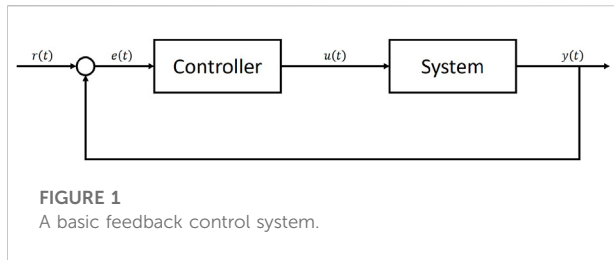 r(t) e(t) Controller u(t) System y(t)
FIGURE 1
A basic feedback control system.